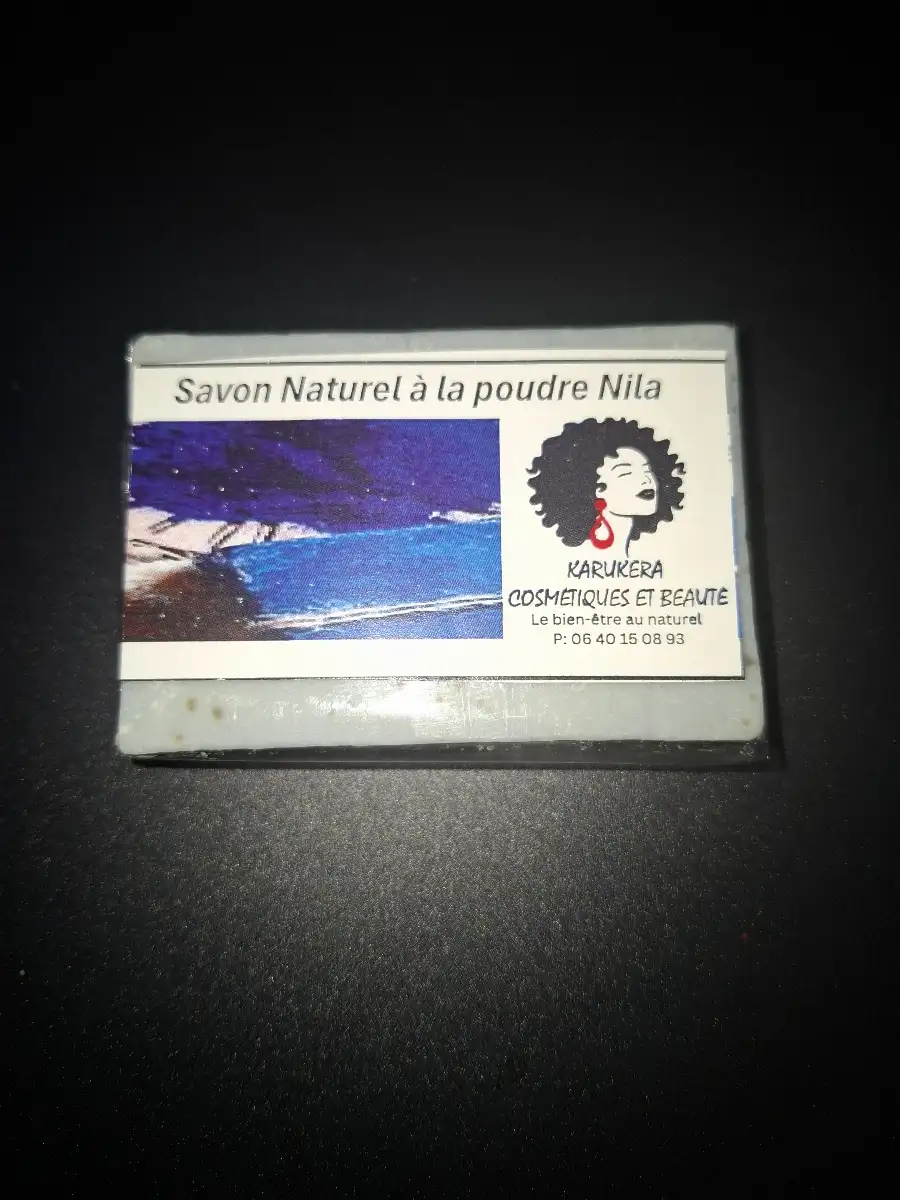 Savon Naturel à la poudre Nila
KARUKERA
COSMETIQUES ET BEAUTE
Le bien-être au naturel
P: 06 40 15 08 93